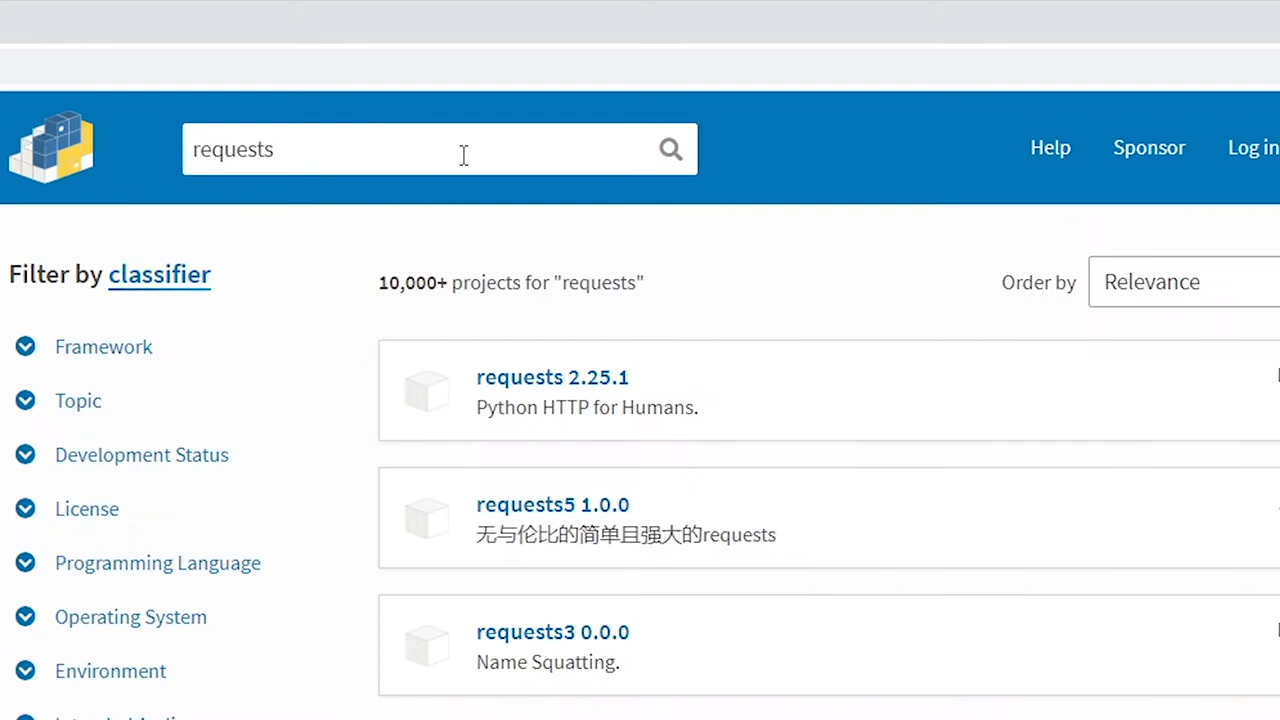 requests
Help
Sponsor
Log in
Filter by classifier
10,000+ projects for "requests"
Order by
Relevance
Framework
Topic
Development Status
License
Programming Language
Operating System
Environment
requests 2.25.1
Python HTTP for Humans.
requests5 1.0.0
无与伦比的简单且强大的requests
requests3 0.0.0
Name Squatting.